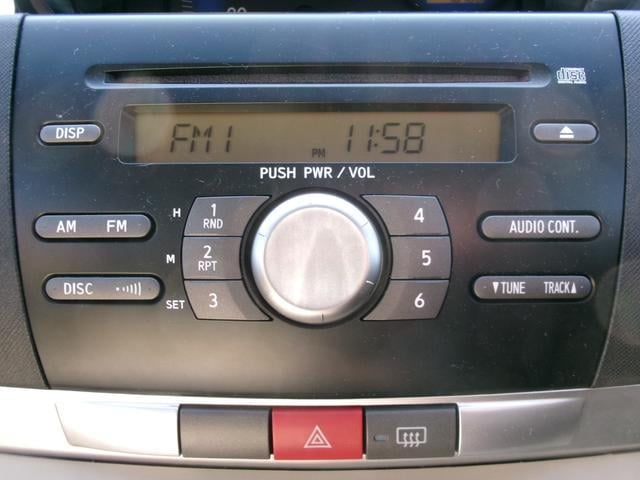 disc
DISP
FM1 PM 11:58
PUSH PWR / VOL
AM FM
H 1 RND
4
AUDIO CONT.
M 2 RPT
5
DISC
SET 3
6
▼TUNE TRACK▲